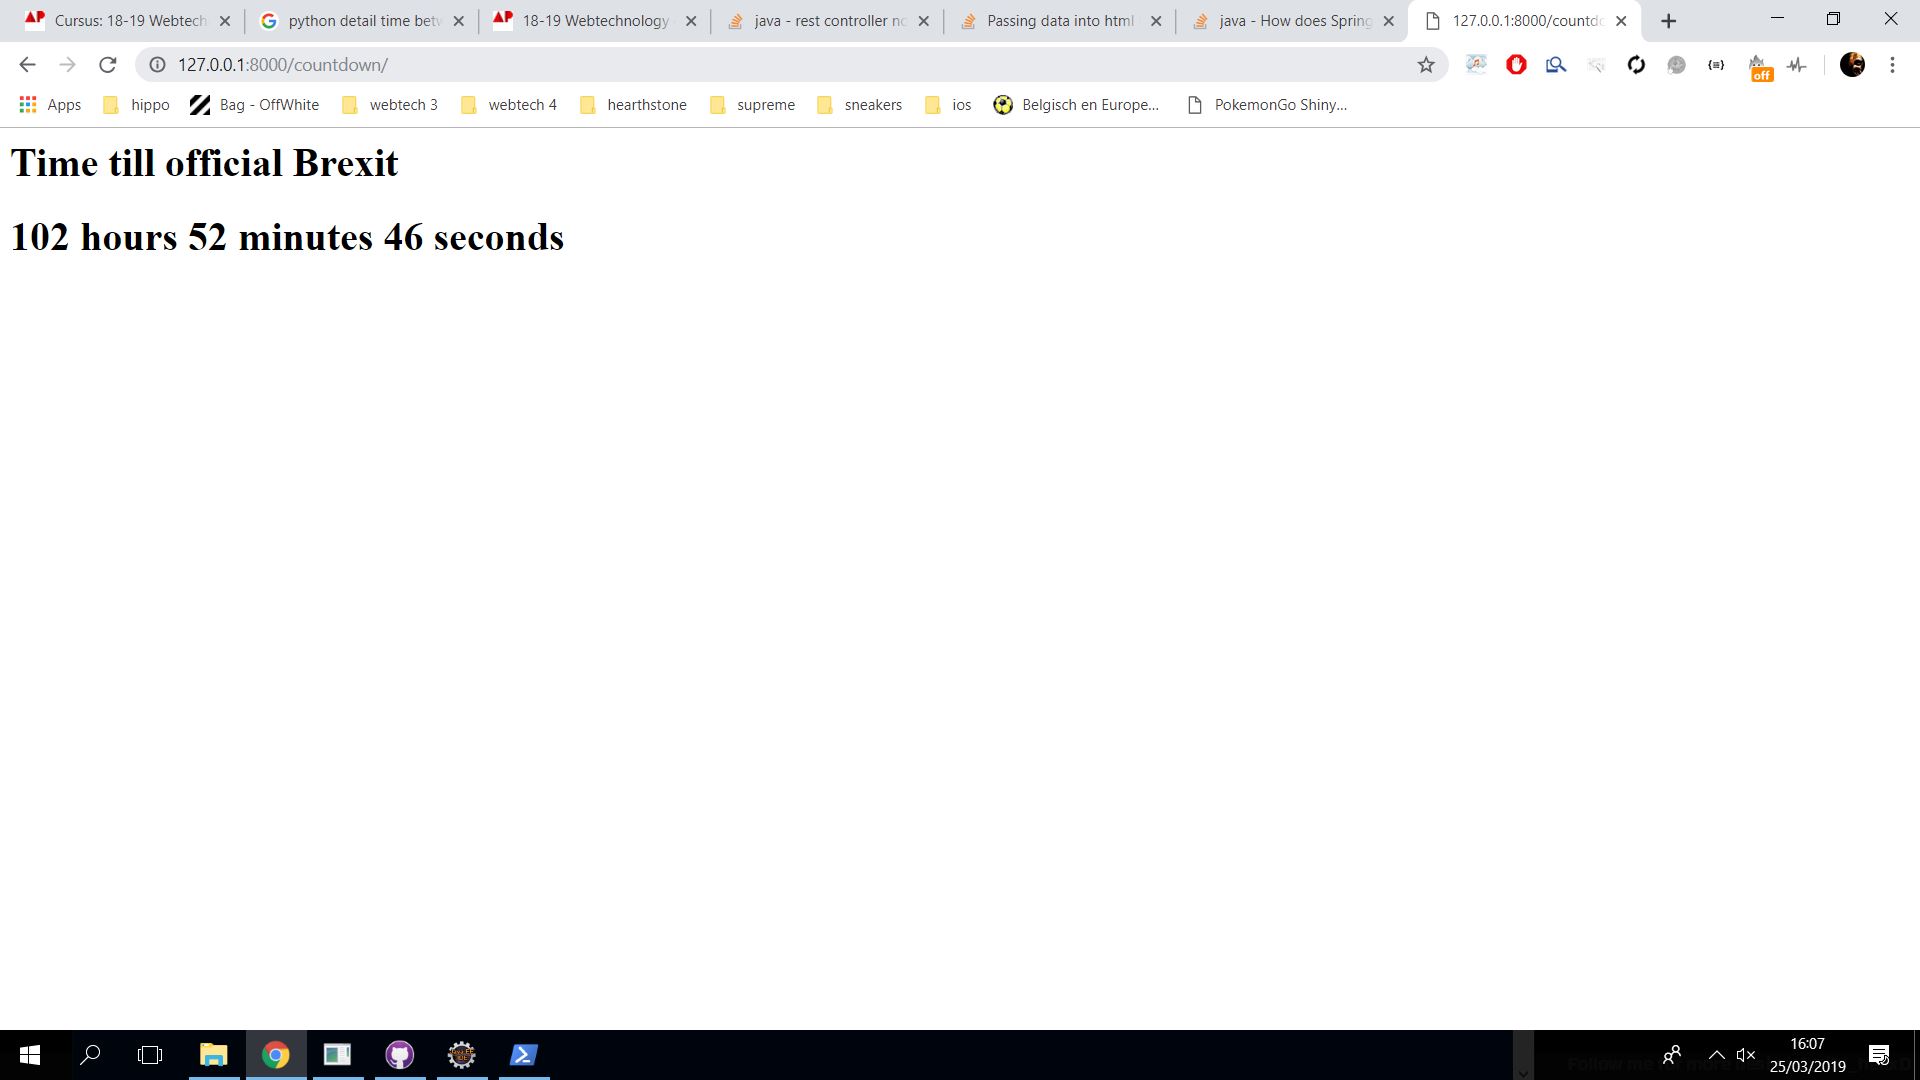 Cursus: 18-19 Webtech
python detail time bet
18-19 Webtechnology
java - rest controller no
Passing data into html
java - How does Spring
127.0.0.1:8000/countdo
127.0.0.1:8000/countdown/
off
Apps
hippo
Bag - OffWhite
webtech 3
webtech 4
hearthstone
supreme
sneakers
ios
Belgisch en Europe...
PokemonGo Shiny...
Time till official Brexit
102 hours 52 minutes 46 seconds
16:07
25/03/2019